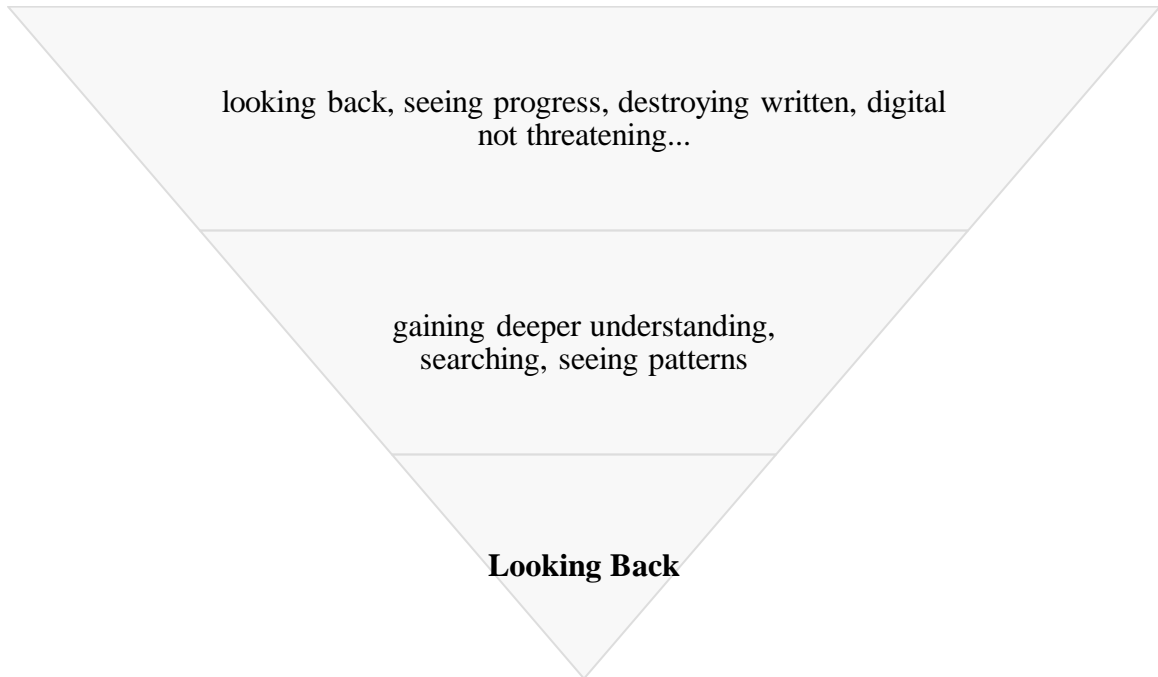 looking back, seeing progress, destroying written, digital
not threatening...
gaining deeper understanding,
searching, seeing patterns
Looking Back